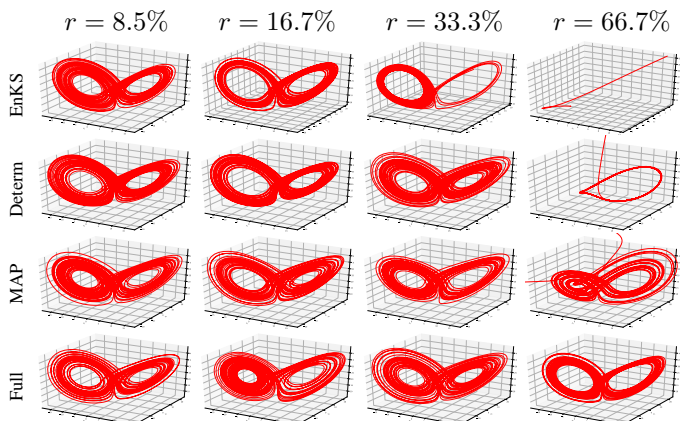 r = 8.5% r = 16.7% r = 33.3% r = 66.7%
EnKS
Determ
MAP
Full